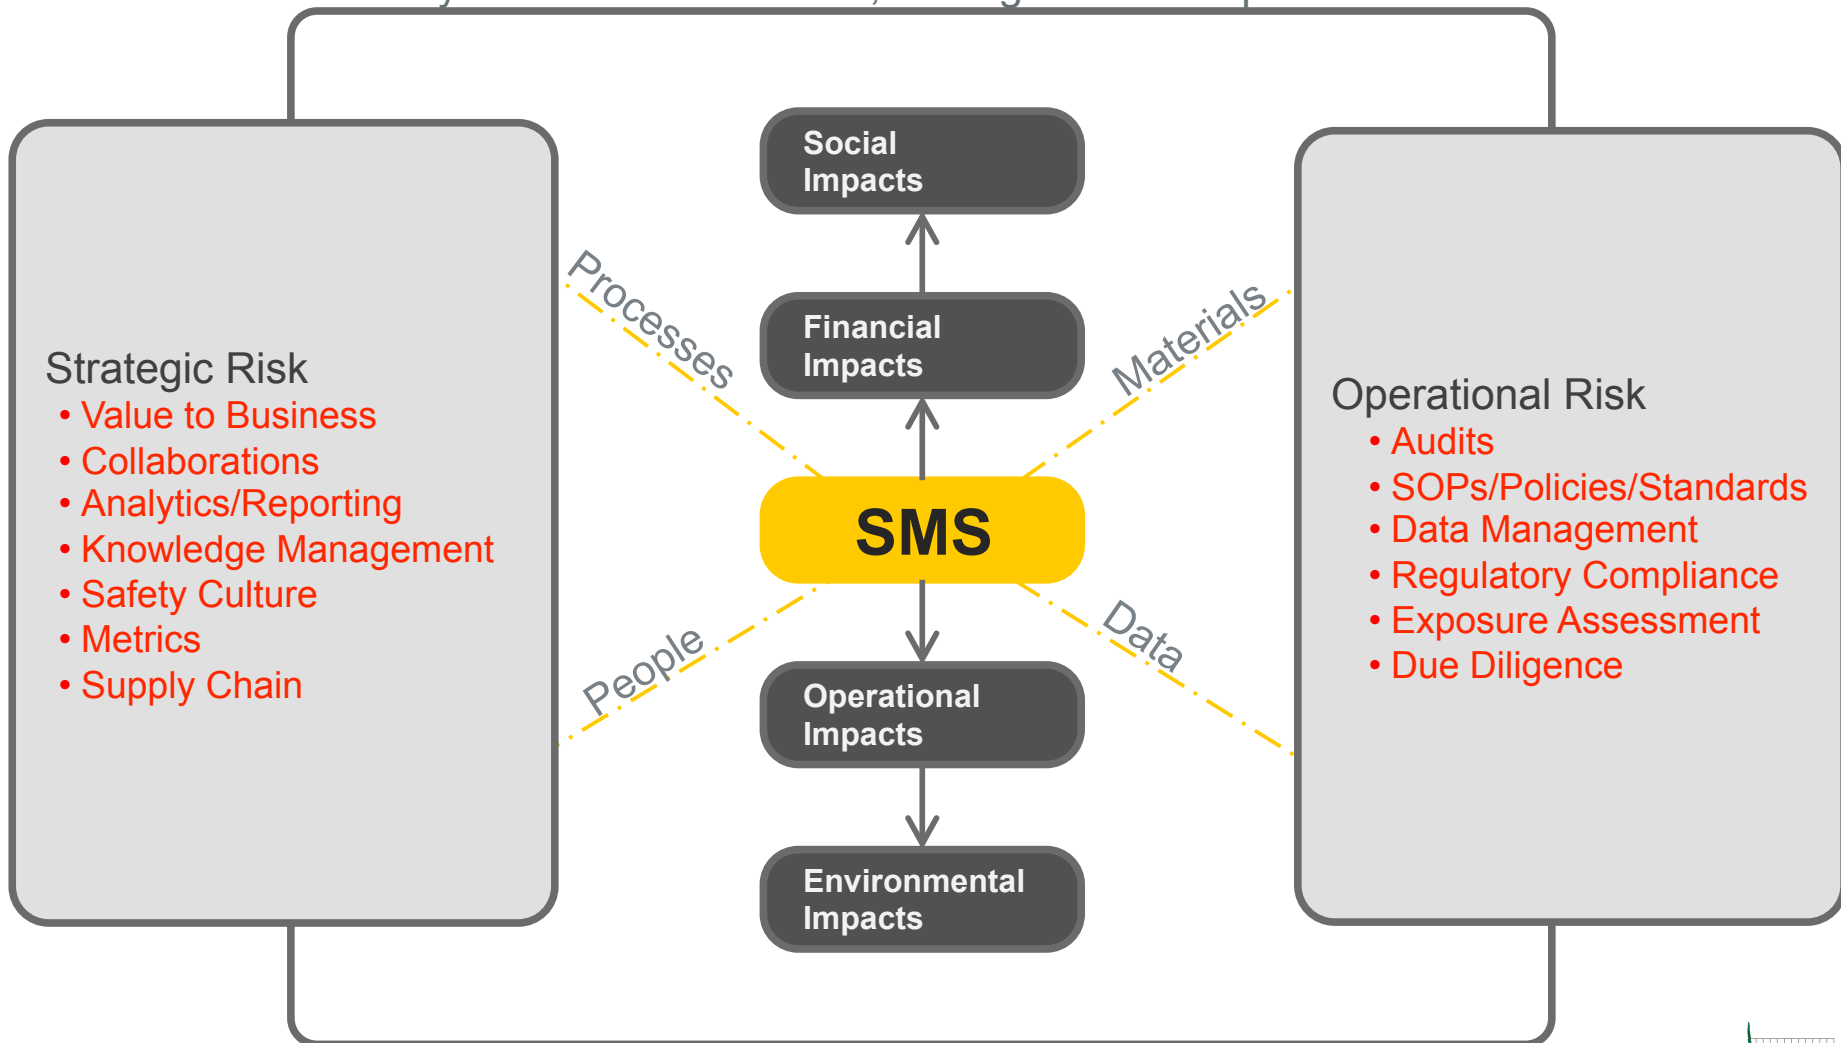 Social
Impacts
Processes
Financial
Impacts
Materials
Strategic Risk
• Value to Business
• Collaborations
• Analytics/Reporting
• Knowledge Management
• Safety Culture
• Metrics
• Supply Chain
SMS
Operational Risk
• Audits
• SOPs/Policies/Standards
• Data Management
• Regulatory Compliance
• Exposure Assessment
• Due Diligence
People
Data
Operational
Impacts
Environmental
Impacts